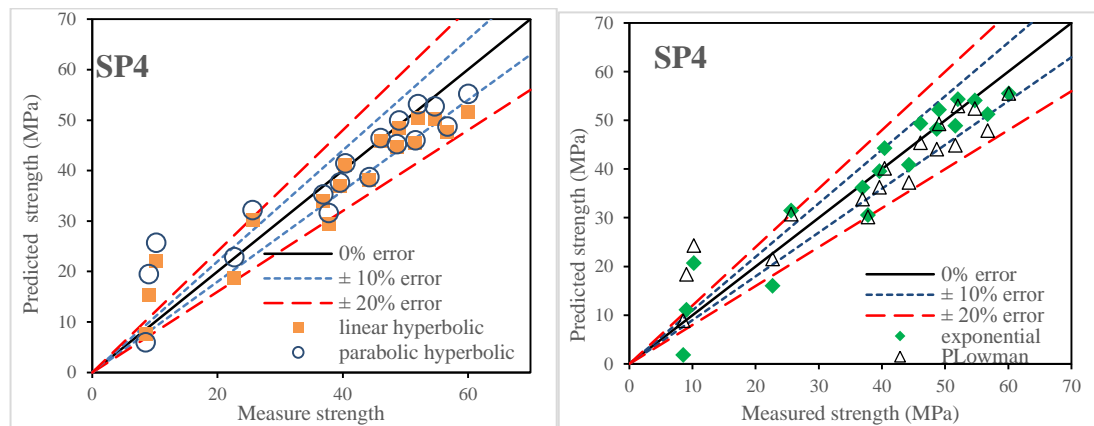 70
60
50
40
30
20
10
0
Predicted strength (MPa)
SP4
0% error
± 10% error
± 20% error
linear hyperbolic
parabolic hyperbolic
0 20 40 60
Measure strength
70
60
50
40
30
20
10
0
Predicted strength (MPa)
SP4
0% error
± 10% error
± 20% error
exponential
PLowman
0 10 20 30 40 50 60 70
Measured strength (MPa)